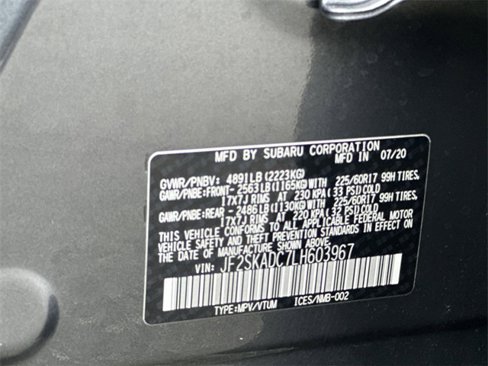 MFD BY SUBARU CORPORATION
MFD IN 07/20
GVWR/PNBV: 4891LB (2223KG)
GAWR/PNBE: FRONT- 2563LB (1165KG) WITH 225/60R17 99H TIRES.
17X7J RIMS AT 230 KPA (33 PSI) COLD
GAWR/PNBE: REAR - 2486LB (1130KG) WITH 225/60R17 99H TIRES.
17X7J RIMS AT 220 KPA (32 PSI) COLD
THIS VEHICLE CONFORMS TO ALL APPLICABLE FEDERAL MOTOR
VEHICLE SAFETY AND THEFT PREVENTION STANDARDS IN EFFECT ON
THE DATE OF MANUFACTURE SHOWN ABOVE.
VIN: JF2SKADC7LH603967
TYPE:MPV/VTUM ICES/NMB-002